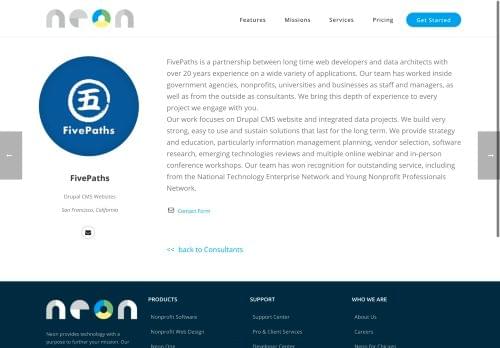 neon
Features Missions Services Pricing Get Started
五
FivePaths
FivePaths
Drupal CMS Websites
San Francisco, California
FivePaths is a partnership between long time web developers and data architects with
over 20 years experience on a wide variety of applications. Our team has worked inside
government agencies, nonprofits, universities and businesses as staff and managers, as
well as from the outside as consultants. We bring this depth of experience to every
project we engage with you.
Our work focuses on Drupal CMS website and integrated data projects. We build very
strong, easy to use and sustain solutions that last for the long term. We provide strategy
and education, particularly information management planning, vendor selection, software
research, emerging technologies reviews and multiple online webinar and in-person
conference workshops. Our team has won recognition for outstanding service, including
from the National Technology Enterprise Network and Young Nonprofit Professionals
Network.
Contact Form
<< back to Consultants
neon
Neon provides technology with a
purpose to further your mission. Our
PRODUCTS
Nonprofit Software
Nonprofit Web Design
Neon One
SUPPORT
Support Center
Pro & Client Services
Developer Center
WHO WE ARE
About Us
Careers
Neon for Chicago